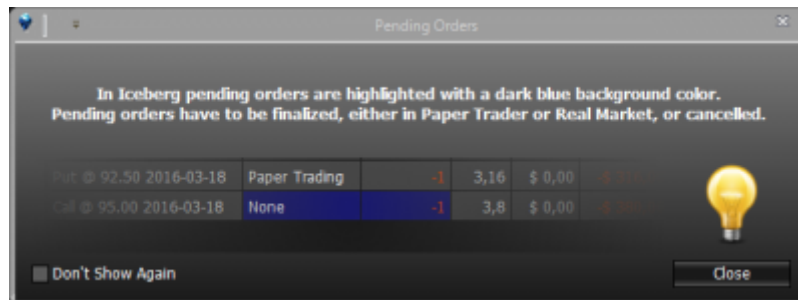 Pending Orders
In Iceberg pending orders are highlighted with a dark blue background color.
Pending orders have to be finalized, either in Paper Trader or Real Market, or cancelled.
Put @ 92.50 2016-03-18 Paper Trading -1 3,16 $ 0,00
Call @ 95.00 2016-03-18 None -1 3,8 $ 0,00
Don't Show Again
Close